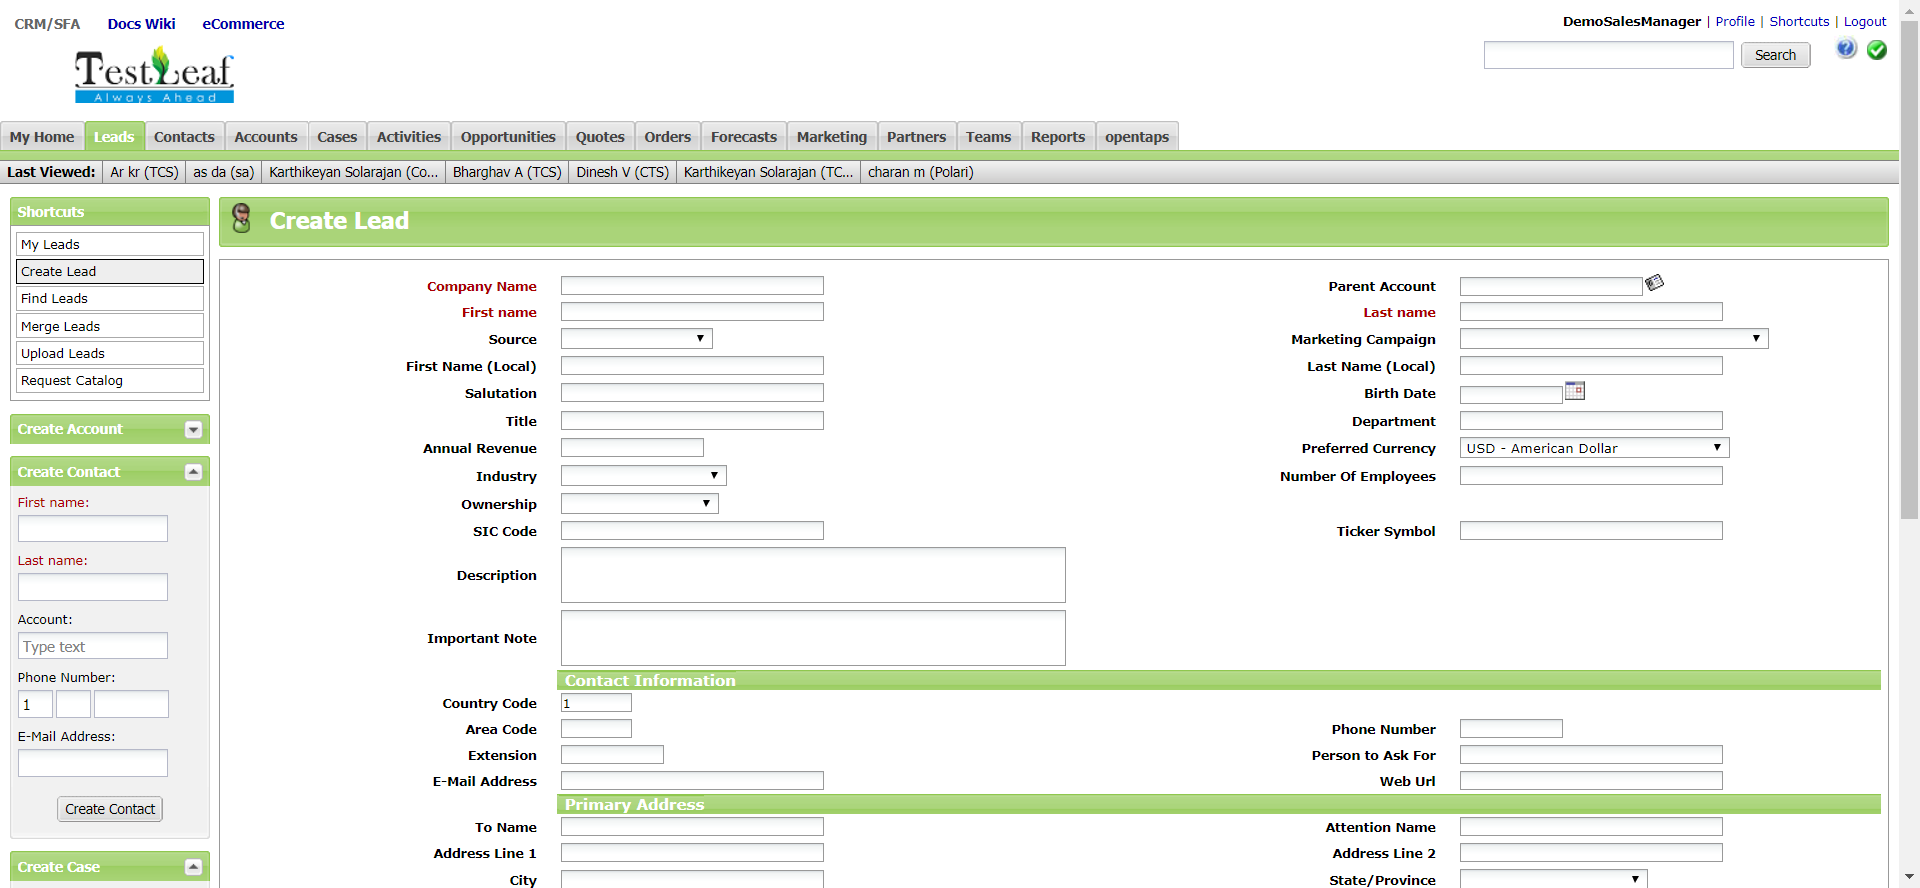 CRM/SFA Docs Wiki eCommerce
DemoSalesManager | Profile | Shortcuts | Logout
TestLeaf
Always Ahead
Search
My Home Leads Contacts Accounts Cases Activities Opportunities Quotes Orders Forecasts Marketing Partners Teams Reports opentaps
Last Viewed: Ar kr (TCS) as da (sa) Karthikeyan Solarajan (Co... Bharghav A (TCS) Dinesh V (CTS) Karthikeyan Solarajan (TC... charan m (Polari)
Shortcuts
My Leads
Create Lead
Find Leads
Merge Leads
Upload Leads
Request Catalog
Create Account
Create Contact
First name:
Last name:
Account:
Type text
Phone Number:
1
E-Mail Address:
Create Contact
Create Case
Create Lead
Company Name Parent Account
First name Last name
Source Marketing Campaign
First Name (Local) Last Name (Local)
Salutation Birth Date
Title Department
Annual Revenue Preferred Currency USD - American Dollar
Industry Number Of Employees
Ownership
SIC Code Ticker Symbol
Description
Important Note
Contact Information
Country Code 1
Area Code Phone Number
Extension Person to Ask For
E-Mail Address Web Url
Primary Address
To Name Attention Name
Address Line 1 Address Line 2
City State/Province